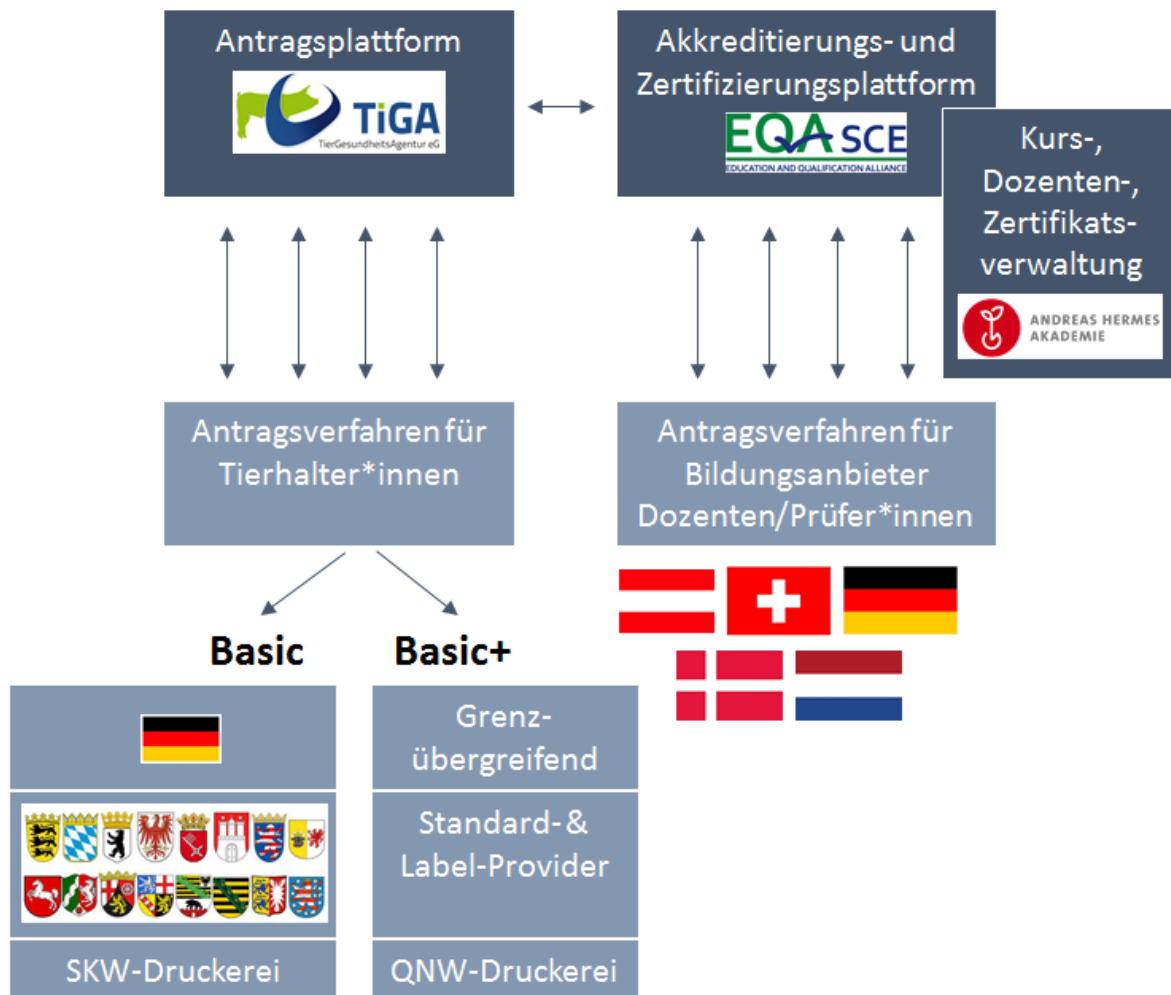 Antragsplattform
TiGA
TierGesundheitsAgentur eG
Akkreditierungs- und
Zertifizierungsplattform
EQA SCE
EDUCATION AND QUALIFICATION ALLIANCE
Kurs-,
Dozenten-,
Zertifikats-
verwaltung
ANDREAS HERMES
AKADEMIE
Antragsverfahren für
Tierhalter*innen
Antragsverfahren für
Bildungsanbieter
Dozenten/Prüfer*innen
Basic
Basic+
Grenz-
übergreifend
Standard- &
Label-Provider
SKW-Druckerei
QNW-Druckerei